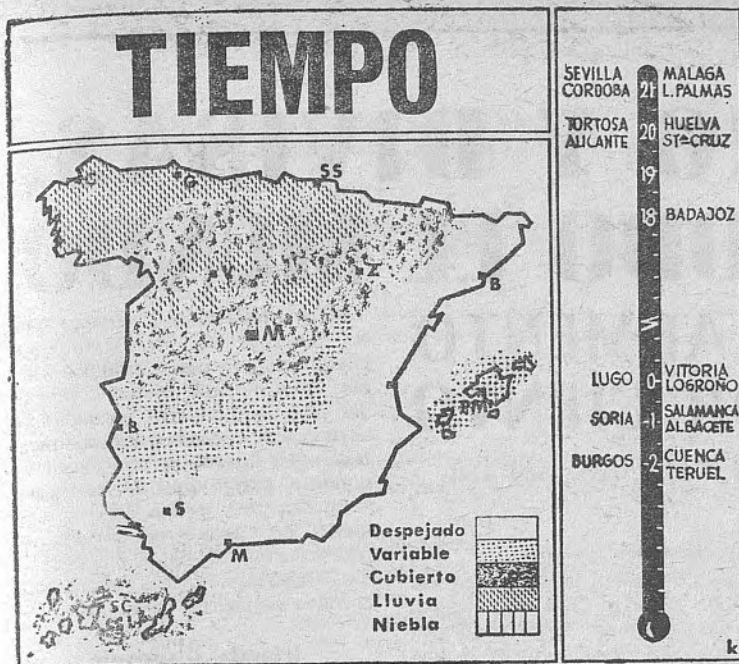 TIEMPO
C
G
SS
V
Z
B
M
B
PM
S
M
SC
Despejado
Variable
Cubierto
Lluvia
Niebla
SEVILLA 21 MALAGA
CORDOBA L.PALMAS
TORTOSA 20 HUELVA
ALICANTE STª CRUZ
19
18 BADAJOZ
LUGO 0 VITORIA
LOGROÑO
SORIA -1 SALAMANCA
ALBACETE
BURGOS -2 CUENCA
TERUEL
k